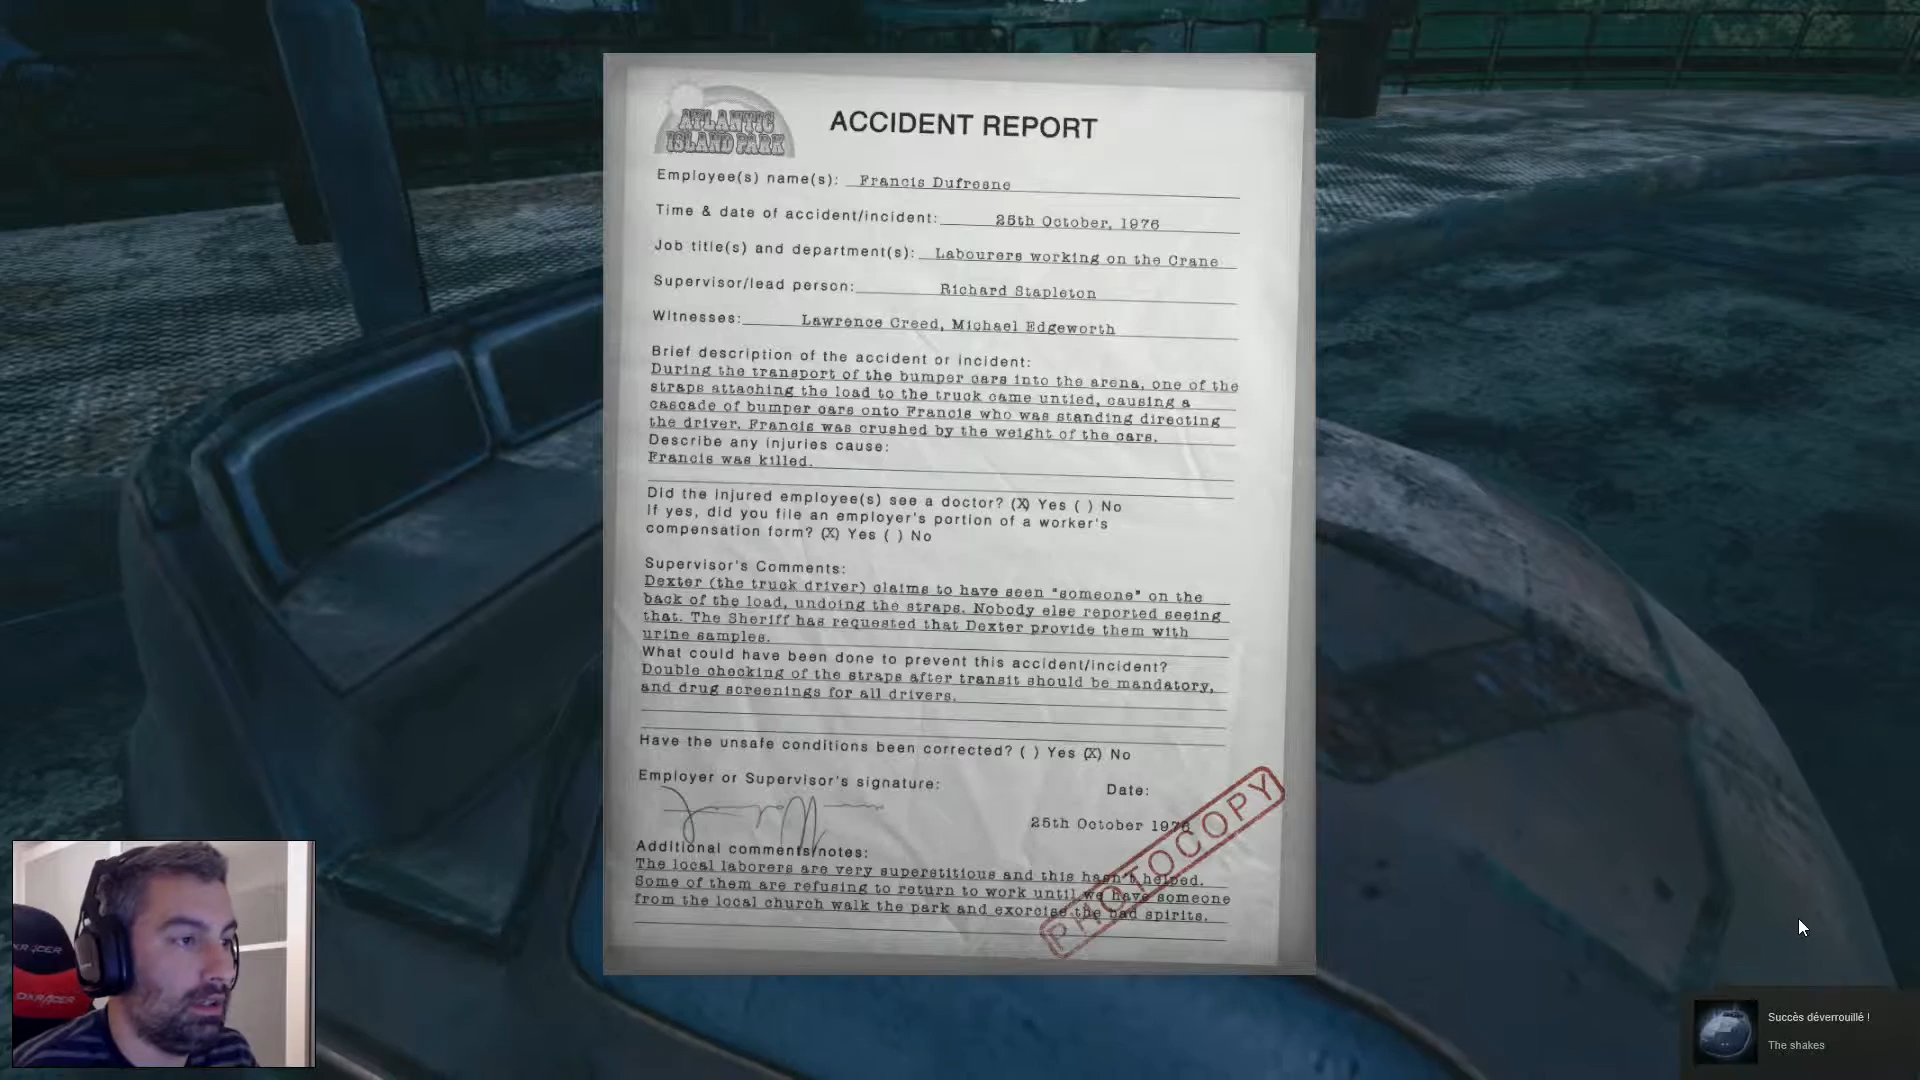 ATLANTIC
ISLAND PARK
ACCIDENT REPORT
Employee(s) name(s): Francis Dufresne
Time & date of accident/incident: 25th October, 1976
Job title(s) and department(s): Labourers working on the Crane
Supervisor/lead person: Richard Stapleton
Witnesses: Lawrence Creed, Michael Edgeworth
Brief description of the accident or incident:
During the transport of the bumper cars into the arena, one of the
straps attaching the load to the truck came untied, causing a
cascade of bumper cars onto Francis who was standing directing
the driver. Francis was crushed by the weight of the cars.
Describe any injuries cause:
Francis was killed.
Did the injured employee(s) see a doctor? (X) Yes ( ) No
If yes, did you file an employer's portion of a worker's
compensation form? (X) Yes ( ) No
Supervisor's Comments:
Dexter (the truck driver) claims to have seen "someone" on the
back of the load, undoing the straps. Nobody else reported seeing
that. The Sheriff has requested that Dexter provide them with
urine samples.
What could have been done to prevent this accident/incident?
Double checking of the straps after transit should be mandatory,
and drug screenings for all drivers.
Have the unsafe conditions been corrected? ( ) Yes (X) No
Employer or Supervisor's signature:
Date:
25th October 1976
Additional comments/notes:
The local laborers are very superstitious and this hasn't helped.
Some of them are refusing to return to work until we have someone
from the local church walk the park and exorcise the bad spirits.
PHOTOCOPY
DXRACER
Succès déverrouillé !
The shakes